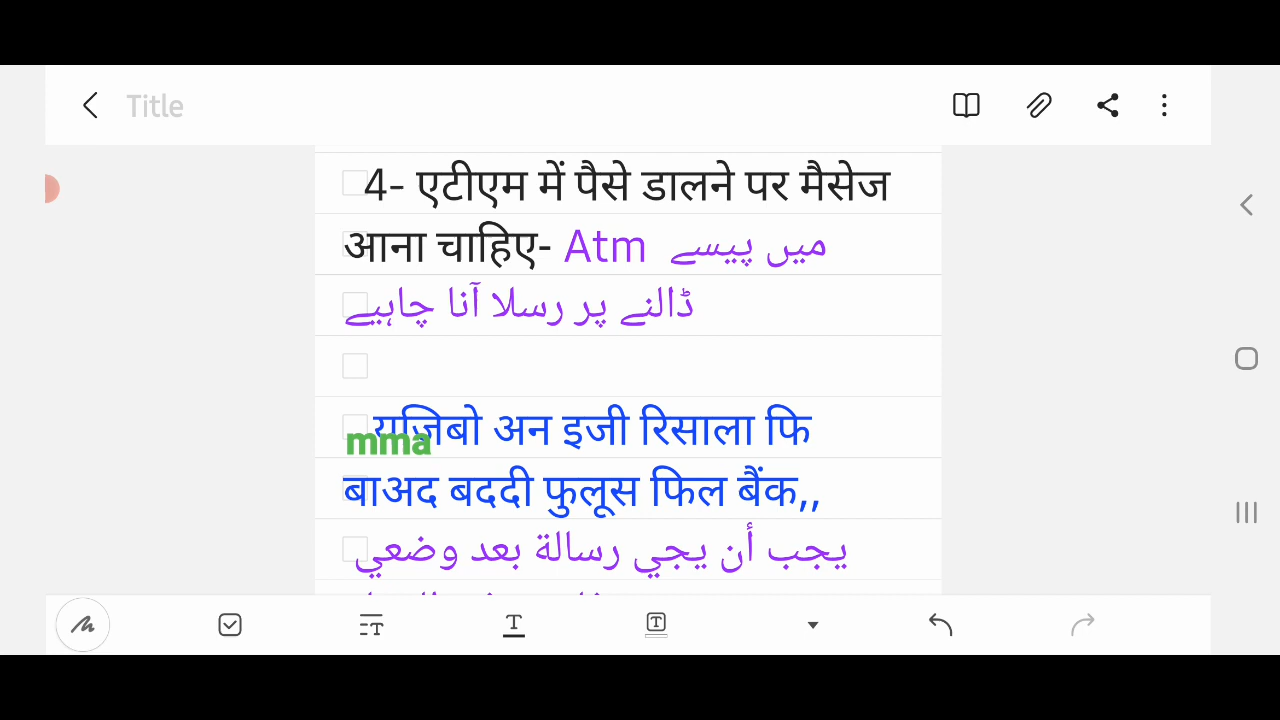 Title
4- एटीएम में पैसे डालने पर मैसेज
आना चाहिए- Atm میں پیسے
ڈالنے پر رسلا آنا چاہیے
यजिबो अन इजी रिसाला फि
mma
बाअद बददी फुलूस फिल बैंक,,
يجب أن يجي رسالة بعد وضعي